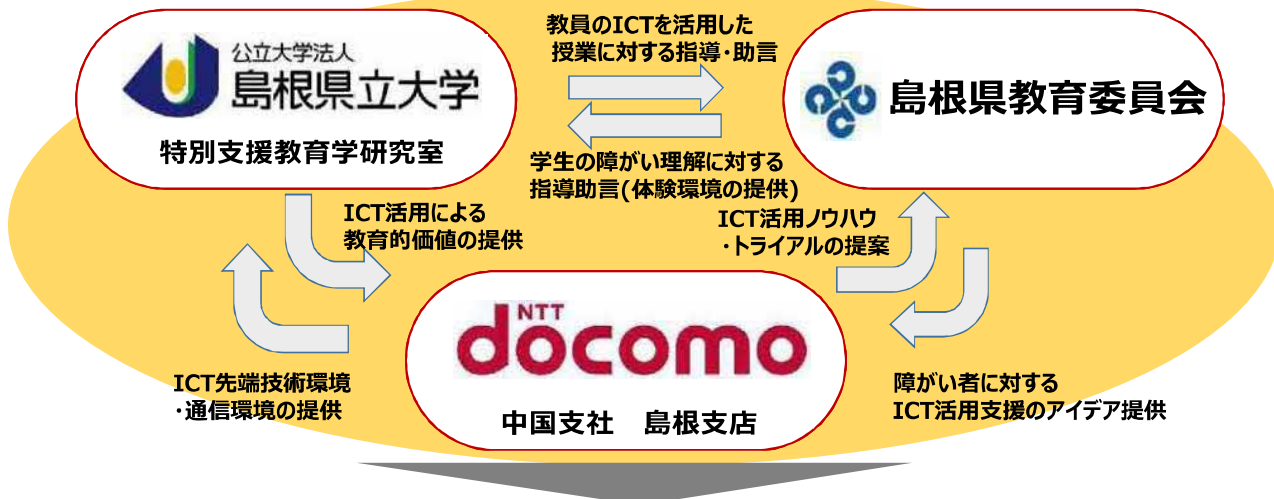 公立大学法人
島根県立大学
特別支援教育学研究室
教員のICTを活用した
授業に対する指導・助言
島根県教育委員会
学生の障がい理解に対する
指導助言(体験環境の提供)
ICT活用による
教育的価値の提供
ICT活用ノウハウ
・トライアルの提案
NTT
docomo
中国支社　島根支店
ICT先端技術環境
・通信環境の提供
障がい者に対する
ICT活用支援のアイデア提供